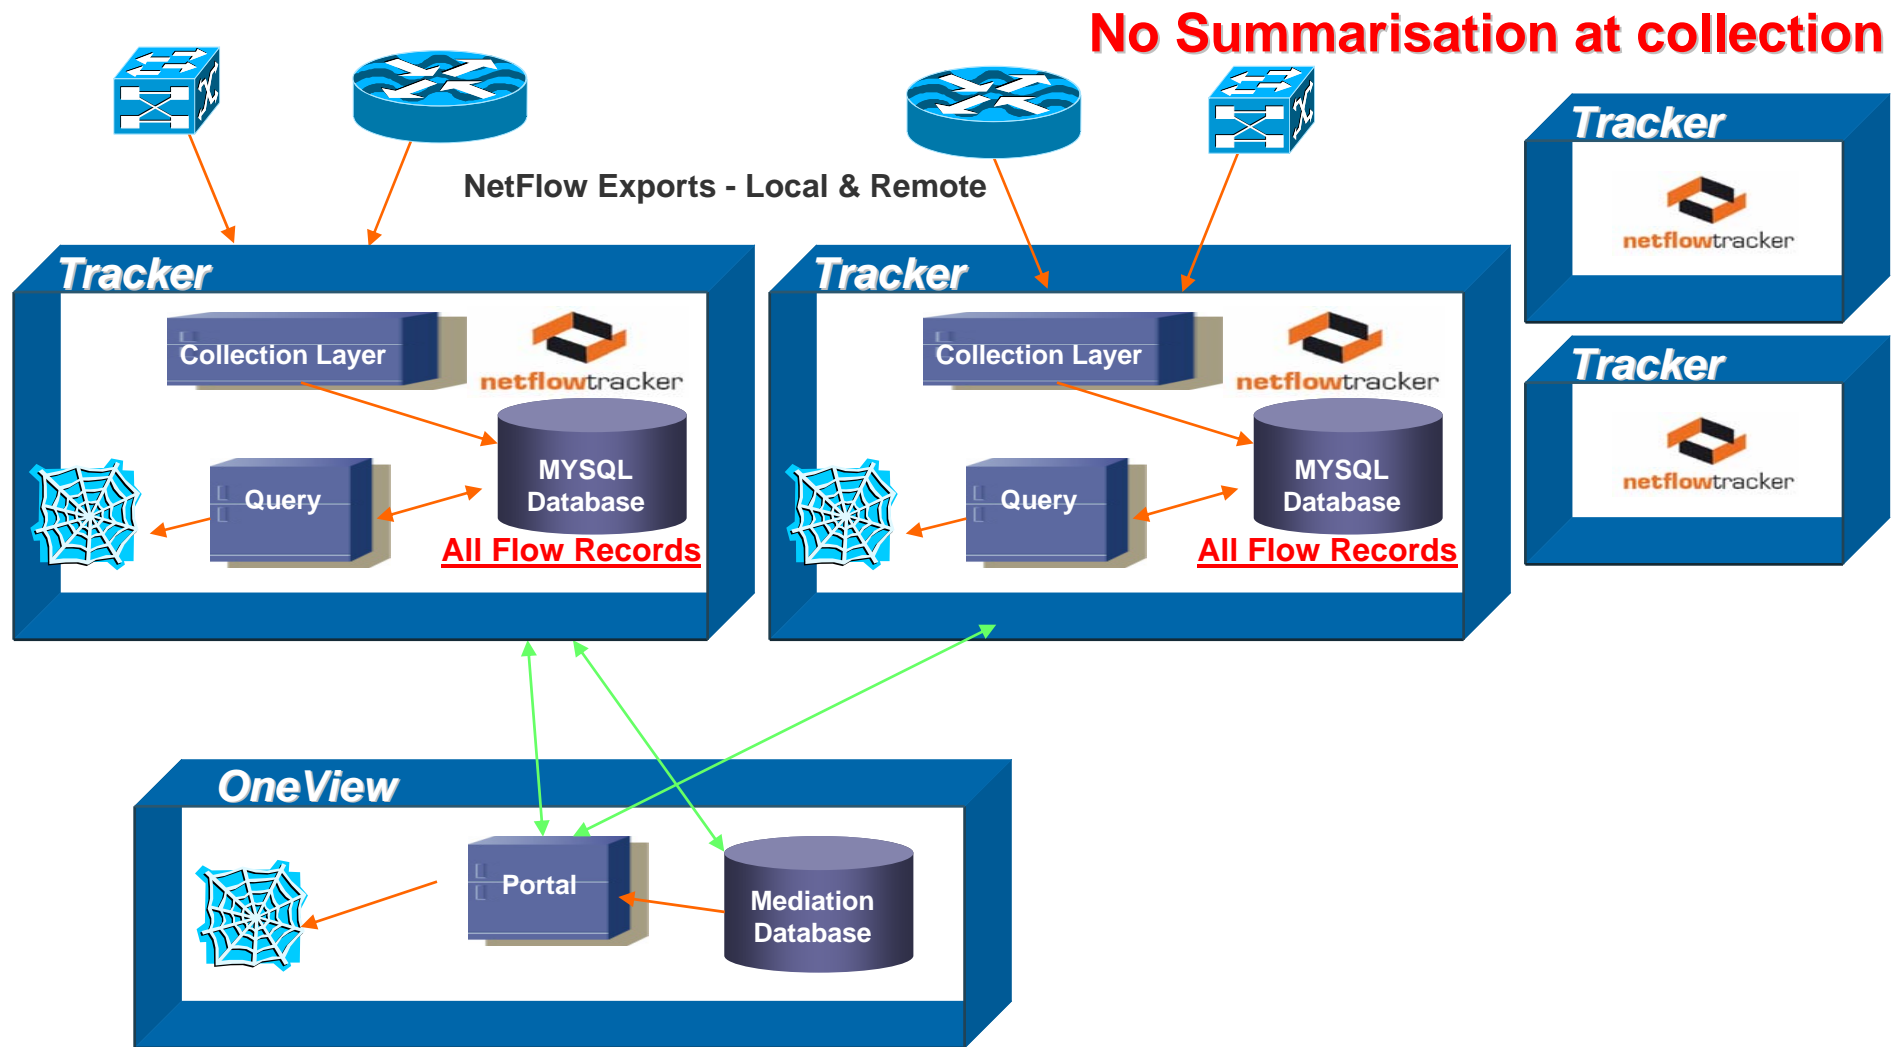 No Summarisation at collection
NetFlow Exports - Local & Remote
Tracker
Collection Layer
netflowtracker
MYSQL
Database
Query
All Flow Records
Tracker
Collection Layer
netflowtracker
MYSQL
Database
Query
All Flow Records
Tracker
netflowtracker
Tracker
netflowtracker
OneView
Portal
Mediation
Database